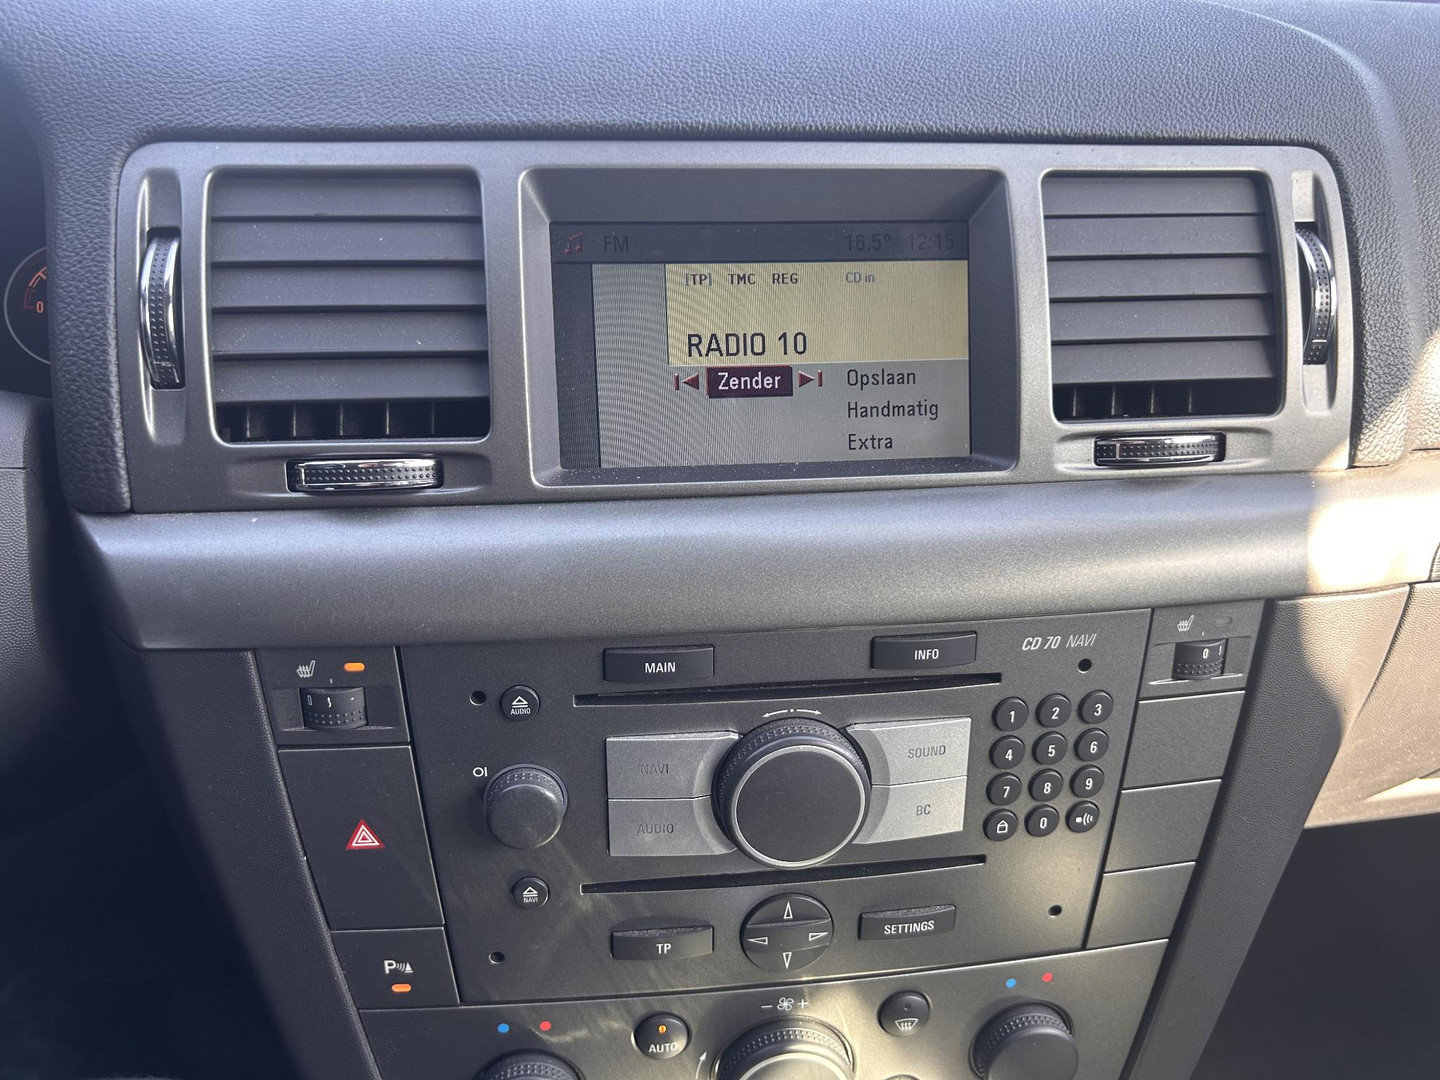 FM 16,5° 12:15
[TP] TMC REG CD in
RADIO 10
Zender
Opslaan
Handmatig
Extra
MAIN
INFO
CD 70 NAVI
AUDIO
NAVI
SOUND
AUDIO
BC
1 2 3
4 5 6
7 8 9
0
NAVI
TP
SETTINGS
P
AUTO
- +
0 1